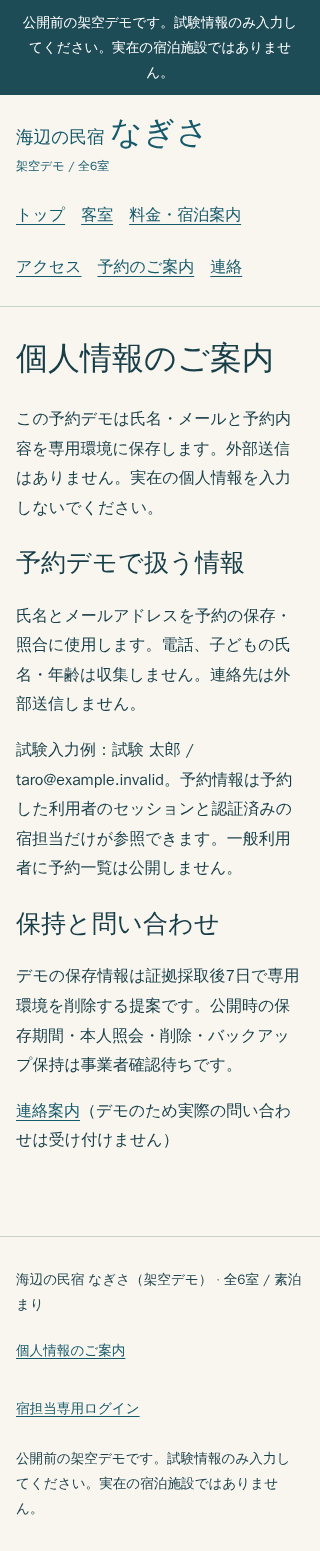 公開前の架空デモです。試験情報のみ入力し
てください。実在の宿泊施設ではありませ
ん。
海辺の民宿 なぎさ
架空デモ / 全6室
トップ 客室 料金・宿泊案内
アクセス 予約のご案内 連絡
個人情報のご案内
この予約デモは氏名・メールと予約内
容を専用環境に保存します。外部送信
はありません。実在の個人情報を入力
しないでください。
予約デモで扱う情報
氏名とメールアドレスを予約の保存・
照合に使用します。電話、子どもの氏
名・年齢は収集しません。連絡先は外
部送信しません。
試験入力例：試験 太郎 /
taro@example.invalid。予約情報は予約
した利用者のセッションと認証済みの
宿担当だけが参照できます。一般利用
者に予約一覧は公開しません。
保持と問い合わせ
デモの保存情報は証拠採取後7日で専用
環境を削除する提案です。公開時の保
存期間・本人照会・削除・バックアッ
プ保持は事業者確認待ちです。
連絡案内（デモのため実際の問い合わ
せは受け付けません）
海辺の民宿 なぎさ（架空デモ） · 全6室 / 素泊
まり
個人情報のご案内
宿担当専用ログイン
公開前の架空デモです。試験情報のみ入力し
てください。実在の宿泊施設ではありませ
ん。